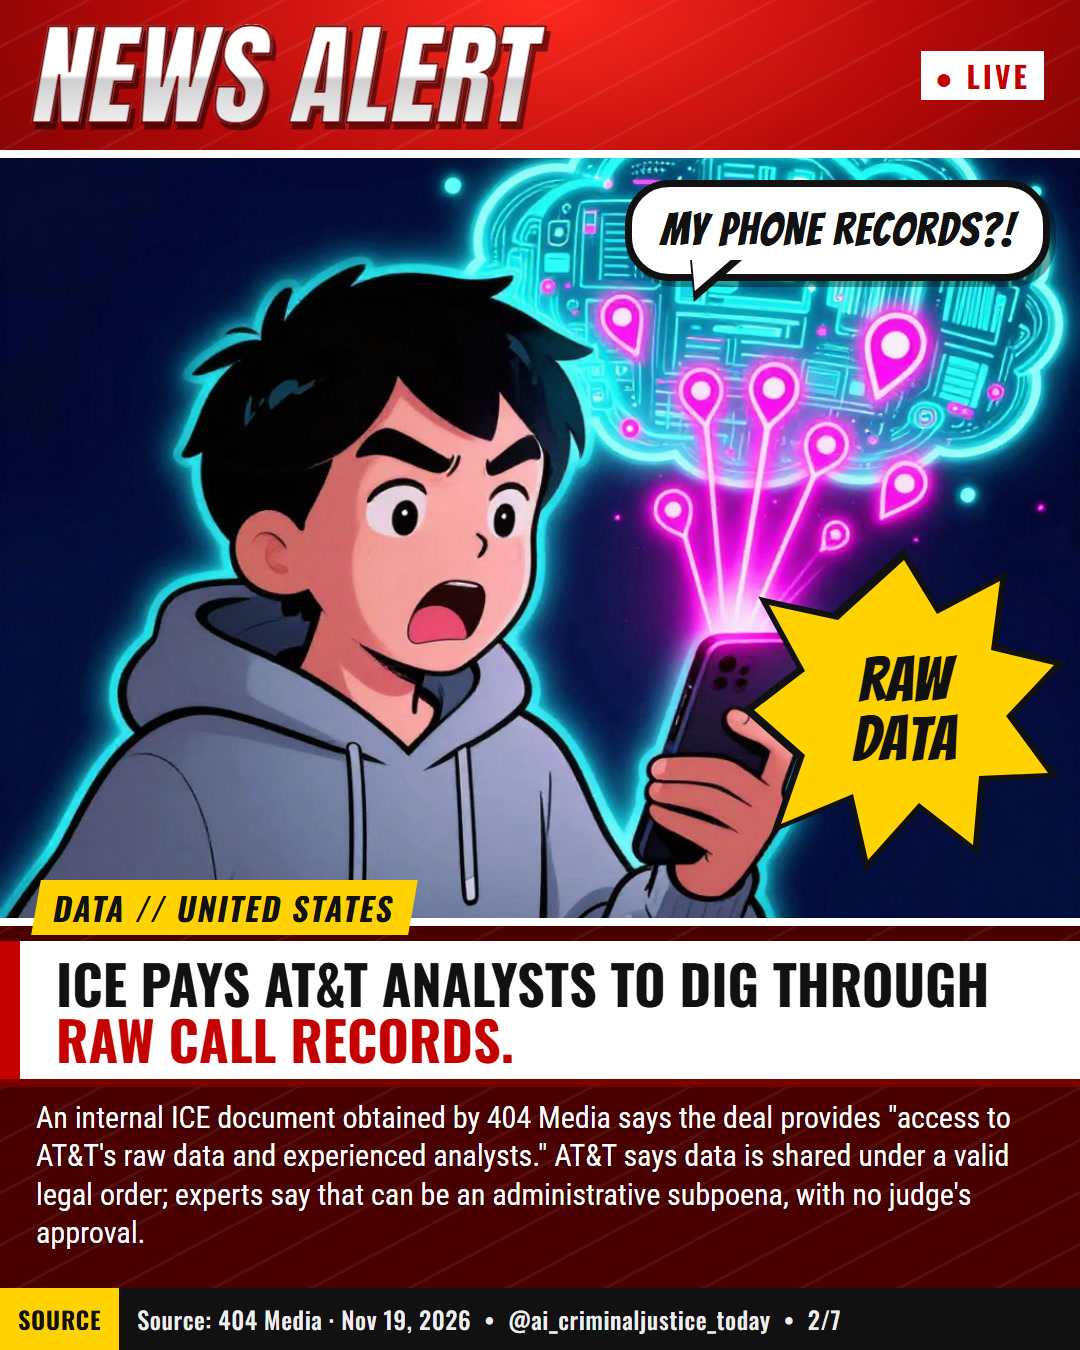 NEWS ALERT
● LIVE
MY PHONE RECORDS?!
RAW
DATA
DATA // UNITED STATES
ICE PAYS AT&T ANALYSTS TO DIG THROUGH
RAW CALL RECORDS.
An internal ICE document obtained by 404 Media says the deal provides "access to
AT&T's raw data and experienced analysts." AT&T says data is shared under a valid
legal order; experts say that can be an administrative subpoena, with no judge's
approval.
SOURCE
Source: 404 Media · Nov 19, 2026 • @ai_criminaljustice_today • 2/7